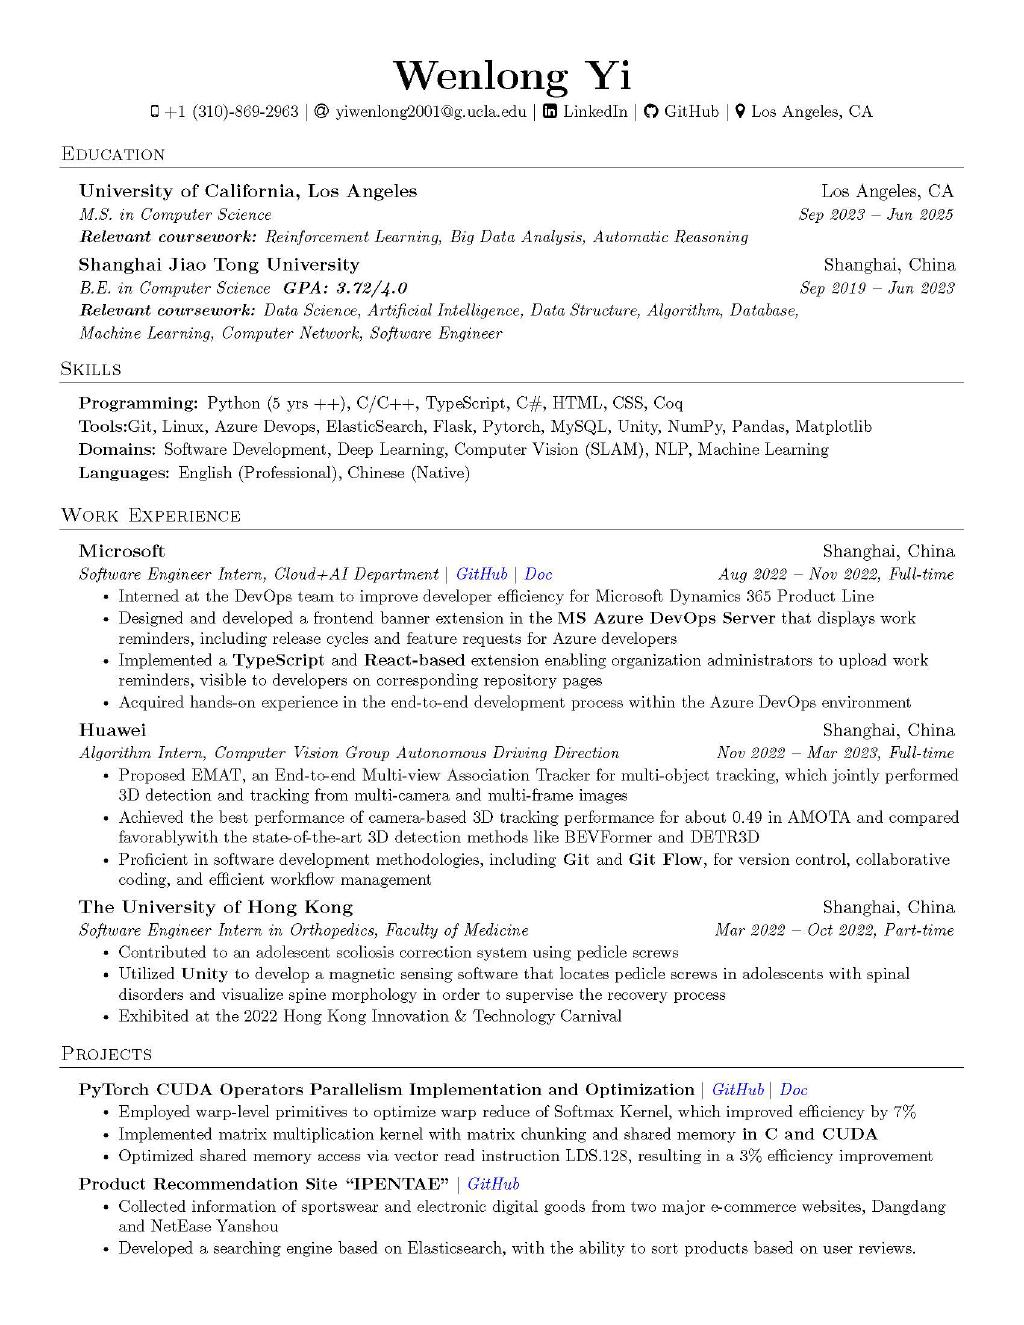 Wenlong Yi
+1 (310)-869-2963 | yiwenlong2001@g.ucla.edu | LinkedIn | GitHub | Los Angeles, CA
Education
University of California, Los Angeles Los Angeles, CA
M.S. in Computer Science Sep 2023 – Jun 2025
Relevant coursework: Reinforcement Learning, Big Data Analysis, Automatic Reasoning
Shanghai Jiao Tong University Shanghai, China
B.E. in Computer Science GPA: 3.72/4.0 Sep 2019 – Jun 2023
Relevant coursework: Data Science, Artificial Intelligence, Data Structure, Algorithm, Database,
Machine Learning, Computer Network, Software Engineer
Skills
Programming: Python (5 yrs ++), C/C++, TypeScript, C#, HTML, CSS, Coq
Tools:Git, Linux, Azure Devops, ElasticSearch, Flask, Pytorch, MySQL, Unity, NumPy, Pandas, Matplotlib
Domains: Software Development, Deep Learning, Computer Vision (SLAM), NLP, Machine Learning
Languages: English (Professional), Chinese (Native)
Work Experience
Microsoft Shanghai, China
Software Engineer Intern, Cloud+AI Department | GitHub | Doc Aug 2022 – Nov 2022, Full-time
• Interned at the DevOps team to improve developer efficiency for Microsoft Dynamics 365 Product Line
• Designed and developed a frontend banner extension in the MS Azure DevOps Server that displays work
reminders, including release cycles and feature requests for Azure developers
• Implemented a TypeScript and React-based extension enabling organization administrators to upload work
reminders, visible to developers on corresponding repository pages
• Acquired hands-on experience in the end-to-end development process within the Azure DevOps environment
Huawei Shanghai, China
Algorithm Intern, Computer Vision Group Autonomous Driving Direction Nov 2022 – Mar 2023, Full-time
• Proposed EMAT, an End-to-end Multi-view Association Tracker for multi-object tracking, which jointly performed
3D detection and tracking from multi-camera and multi-frame images
• Achieved the best performance of camera-based 3D tracking performance for about 0.49 in AMOTA and compared
favorablywith the state-of-the-art 3D detection methods like BEVFormer and DETR3D
• Proficient in software development methodologies, including Git and Git Flow, for version control, collaborative
coding, and efficient workflow management
The University of Hong Kong Shanghai, China
Software Engineer Intern in Orthopedics, Faculty of Medicine Mar 2022 – Oct 2022, Part-time
• Contributed to an adolescent scoliosis correction system using pedicle screws
• Utilized Unity to develop a magnetic sensing software that locates pedicle screws in adolescents with spinal
disorders and visualize spine morphology in order to supervise the recovery process
• Exhibited at the 2022 Hong Kong Innovation & Technology Carnival
Projects
PyTorch CUDA Operators Parallelism Implementation and Optimization | GitHub | Doc
• Employed warp-level primitives to optimize warp reduce of Softmax Kernel, which improved efficiency by 7%
• Implemented matrix multiplication kernel with matrix chunking and shared memory in C and CUDA
• Optimized shared memory access via vector read instruction LDS.128, resulting in a 3% efficiency improvement
Product Recommendation Site “IPENTAE” | GitHub
• Collected information of sportswear and electronic digital goods from two major e-commerce websites, Dangdang
and NetEase Yanshou
• Developed a searching engine based on Elasticsearch, with the ability to sort products based on user reviews.